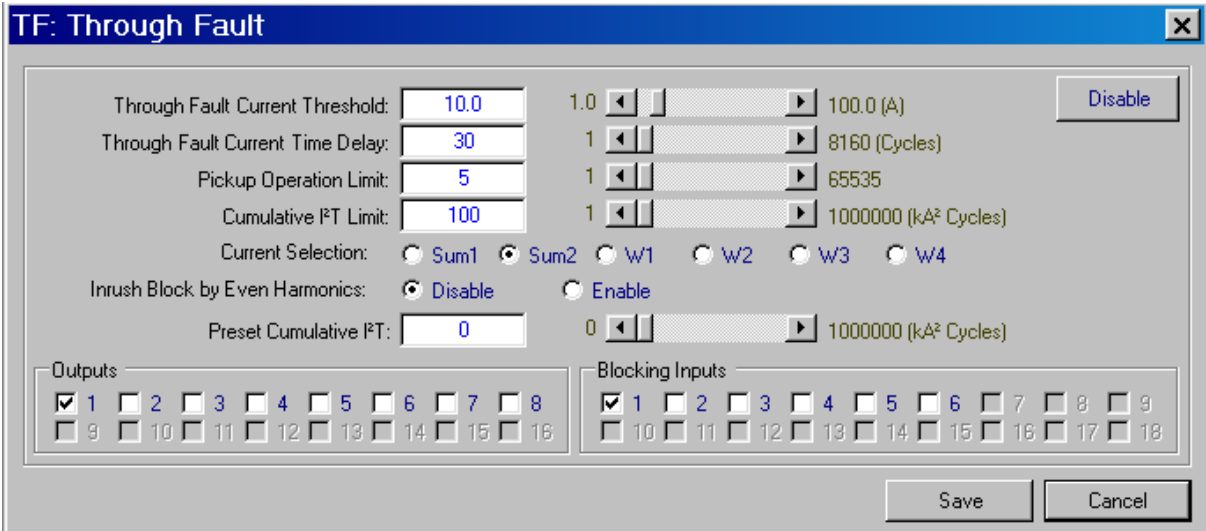 TF: Through Fault
Disable
Through Fault Current Threshold: 10.0 1.0 100.0 (A)
Through Fault Current Time Delay: 30 1 8160 (Cycles)
Pickup Operation Limit: 5 1 65535
Cumulative I²T Limit: 100 1 1000000 (kA² Cycles)
Current Selection: Sum1 Sum2 W1 W2 W3 W4
Inrush Block by Even Harmonics: Disable Enable
Preset Cumulative I²T: 0 0 1000000 (kA² Cycles)
Outputs
1 2 3 4 5 6 7 8
9 10 11 12 13 14 15 16
Blocking Inputs
1 2 3 4 5 6 7 8 9
10 11 12 13 14 15 16 17 18
Save Cancel